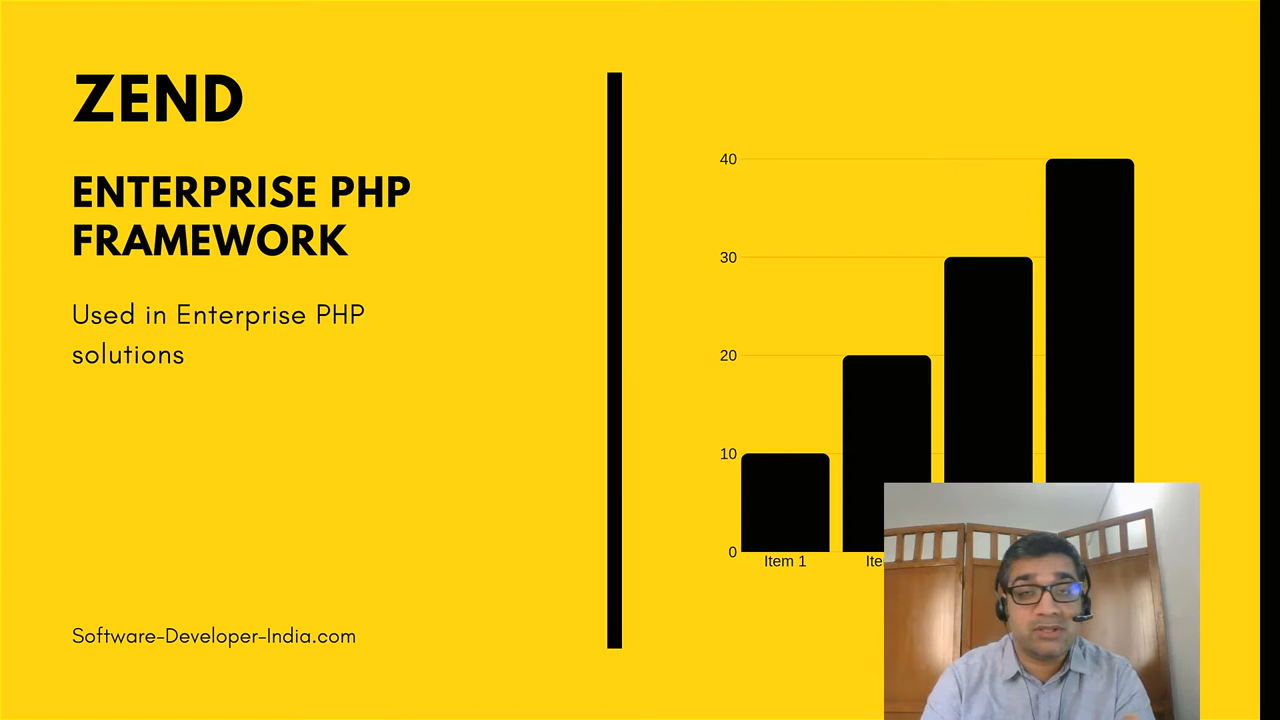 ZEND
ENTERPRISE PHP
FRAMEWORK
Used in Enterprise PHP
solutions
Software-Developer-India.com
40
30
20
10
0
Item 1